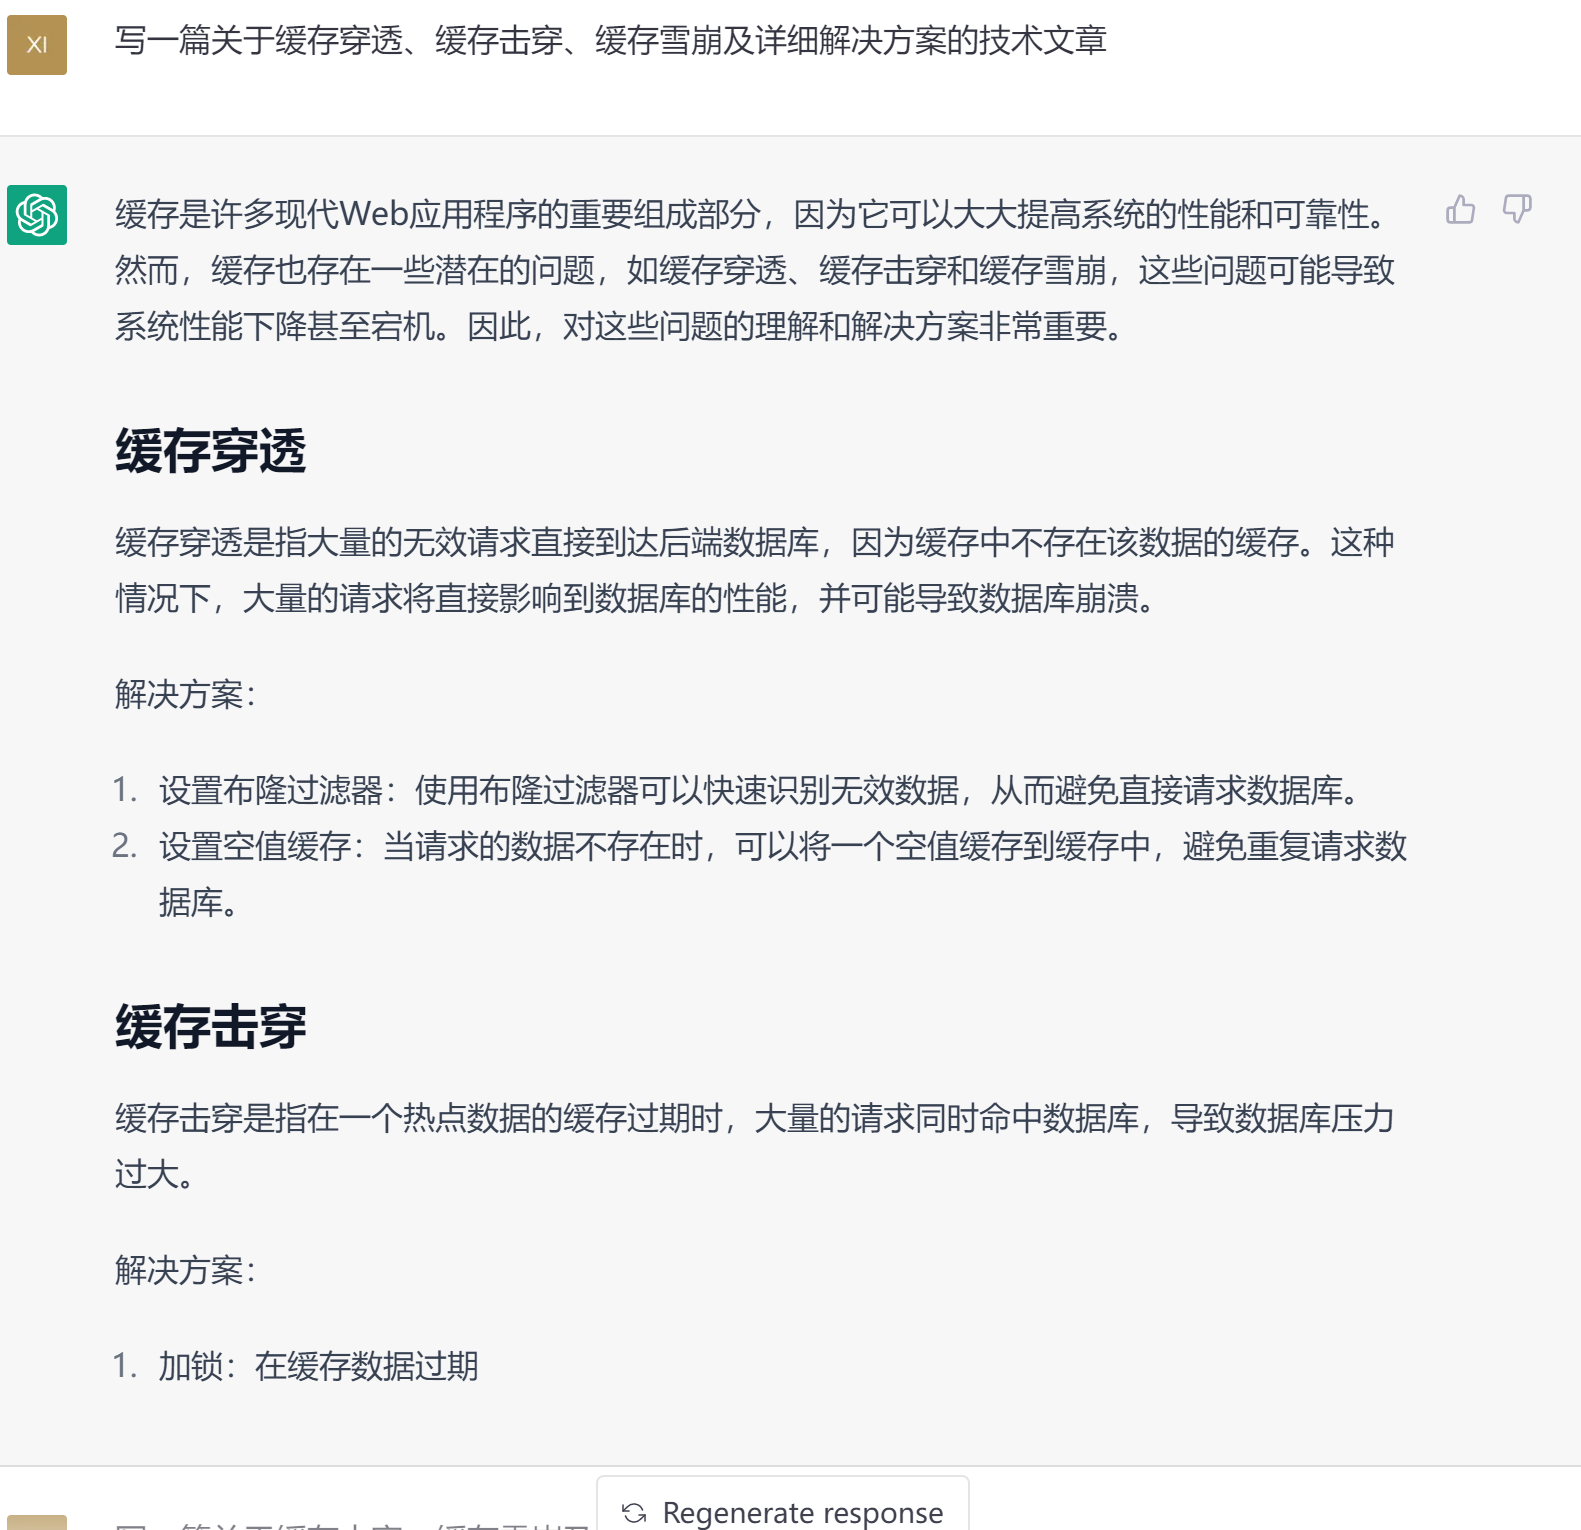 XI
写一篇关于缓存穿透、缓存击穿、缓存雪崩及详细解决方案的技术文章
缓存是许多现代Web应用程序的重要组成部分，因为它可以大大提高系统的性能和可靠性。
然而，缓存也存在一些潜在的问题，如缓存穿透、缓存击穿和缓存雪崩，这些问题可能导致
系统性能下降甚至宕机。因此，对这些问题的理解和解决方案非常重要。
缓存穿透
缓存穿透是指大量的无效请求直接到达后端数据库，因为缓存中不存在该数据的缓存。这种
情况下，大量的请求将直接影响到数据库的性能，并可能导致数据库崩溃。
解决方案：
1. 设置布隆过滤器：使用布隆过滤器可以快速识别无效数据，从而避免直接请求数据库。
2. 设置空值缓存：当请求的数据不存在时，可以将一个空值缓存到缓存中，避免重复请求数
据库。
缓存击穿
缓存击穿是指在一个热点数据的缓存过期时，大量的请求同时命中数据库，导致数据库压力
过大。
解决方案：
1. 加锁：在缓存数据过期
Regenerate response